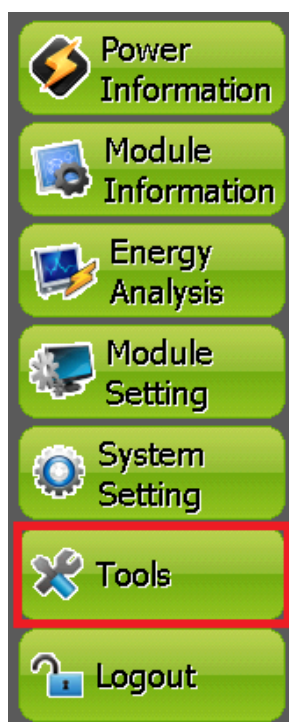 Power
Information
Module
Information
Energy
Analysis
Module
Setting
System
Setting
Tools
Logout